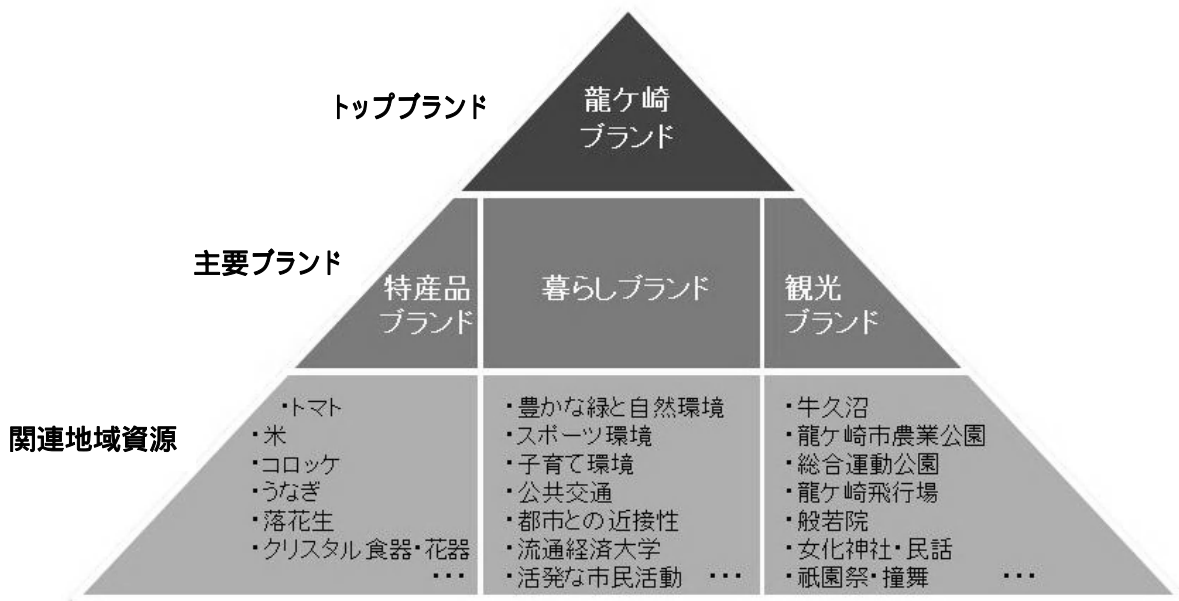 トップブランド
龍ケ崎
ブランド
主要ブランド
特産品
ブランド
暮らしブランド
観光
ブランド
関連地域資源
・トマト
・米
・コロッケ
・うなぎ
・落花生
・クリスタル食器・花器
・・・
・豊かな緑と自然環境
・スポーツ環境
・子育て環境
・公共交通
・都市との近接性
・流通経済大学
・活発な市民活動 ・・・
・牛久沼
・龍ケ崎市農業公園
・総合運動公園
・龍ケ崎飛行場
・般若院
・女化神社・民話
・祇園祭・撞舞 ・・・